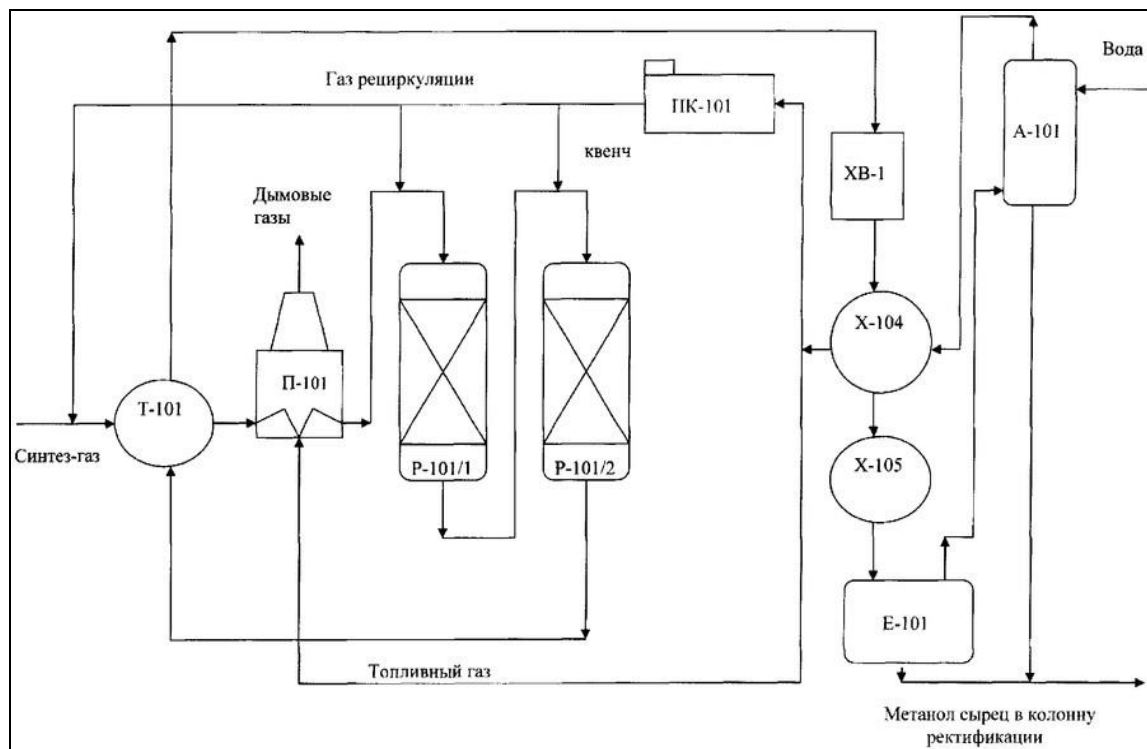 Вода
Газ рециркуляции
ПК-101
А-101
квенч
ХВ-1
Дымовые
газы
Х-104
П-101
Т-101
Синтез-газ
Р-101/1
Р-101/2
Х-105
Е-101
Топливный газ
Метанол сырец в колонну
ректификации